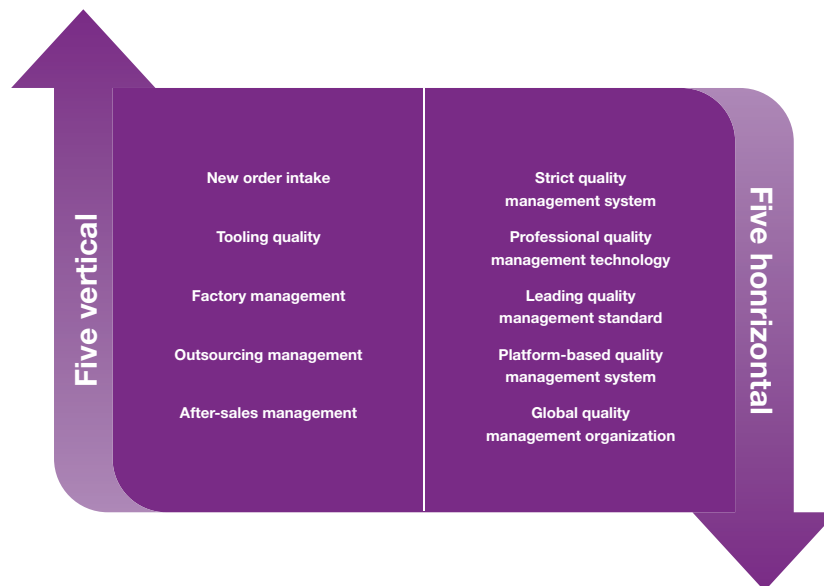 Five vertical
New order intake
Tooling quality
Factory management
Outsourcing management
After-sales management
Strict quality
management system
Professional quality
management technology
Leading quality
management standard
Platform-based quality
management system
Global quality
management organization
Five honrizontal